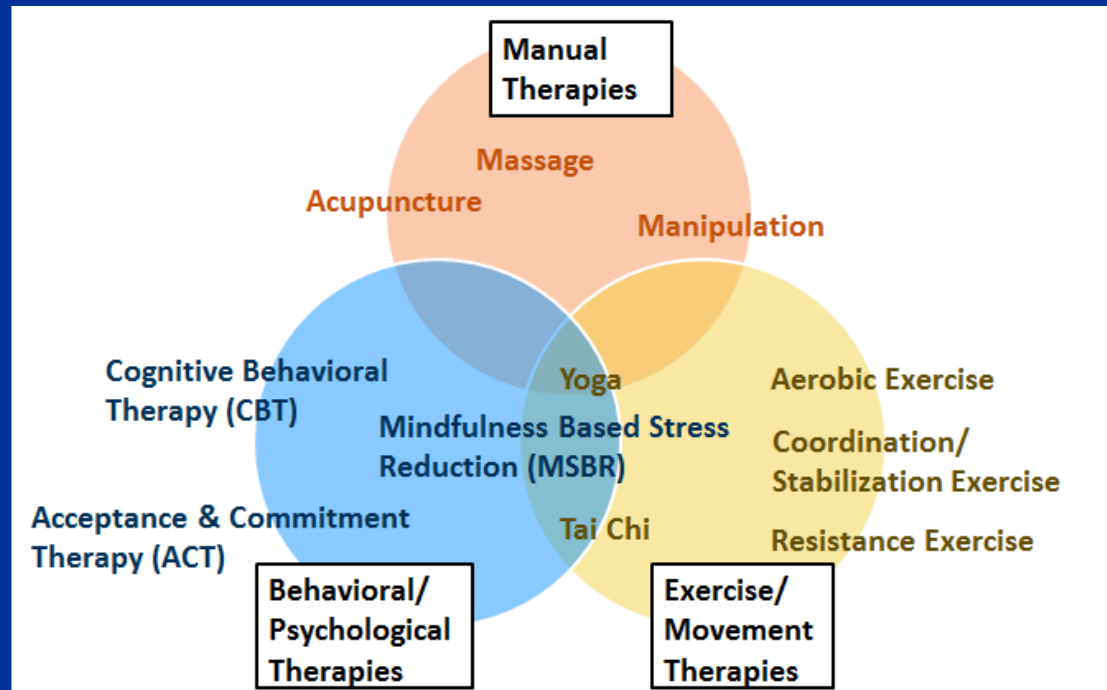 Manual
Therapies
Massage
Acupuncture
Manipulation
Cognitive Behavioral
Therapy (CBT)
Yoga
Mindfulness Based Stress
Reduction (MSBR)
Tai Chi
Aerobic Exercise
Coordination/
Stabilization Exercise
Resistance Exercise
Acceptance & Commitment
Therapy (ACT)
Behavioral/
Psychological
Therapies
Exercise/
Movement
Therapies